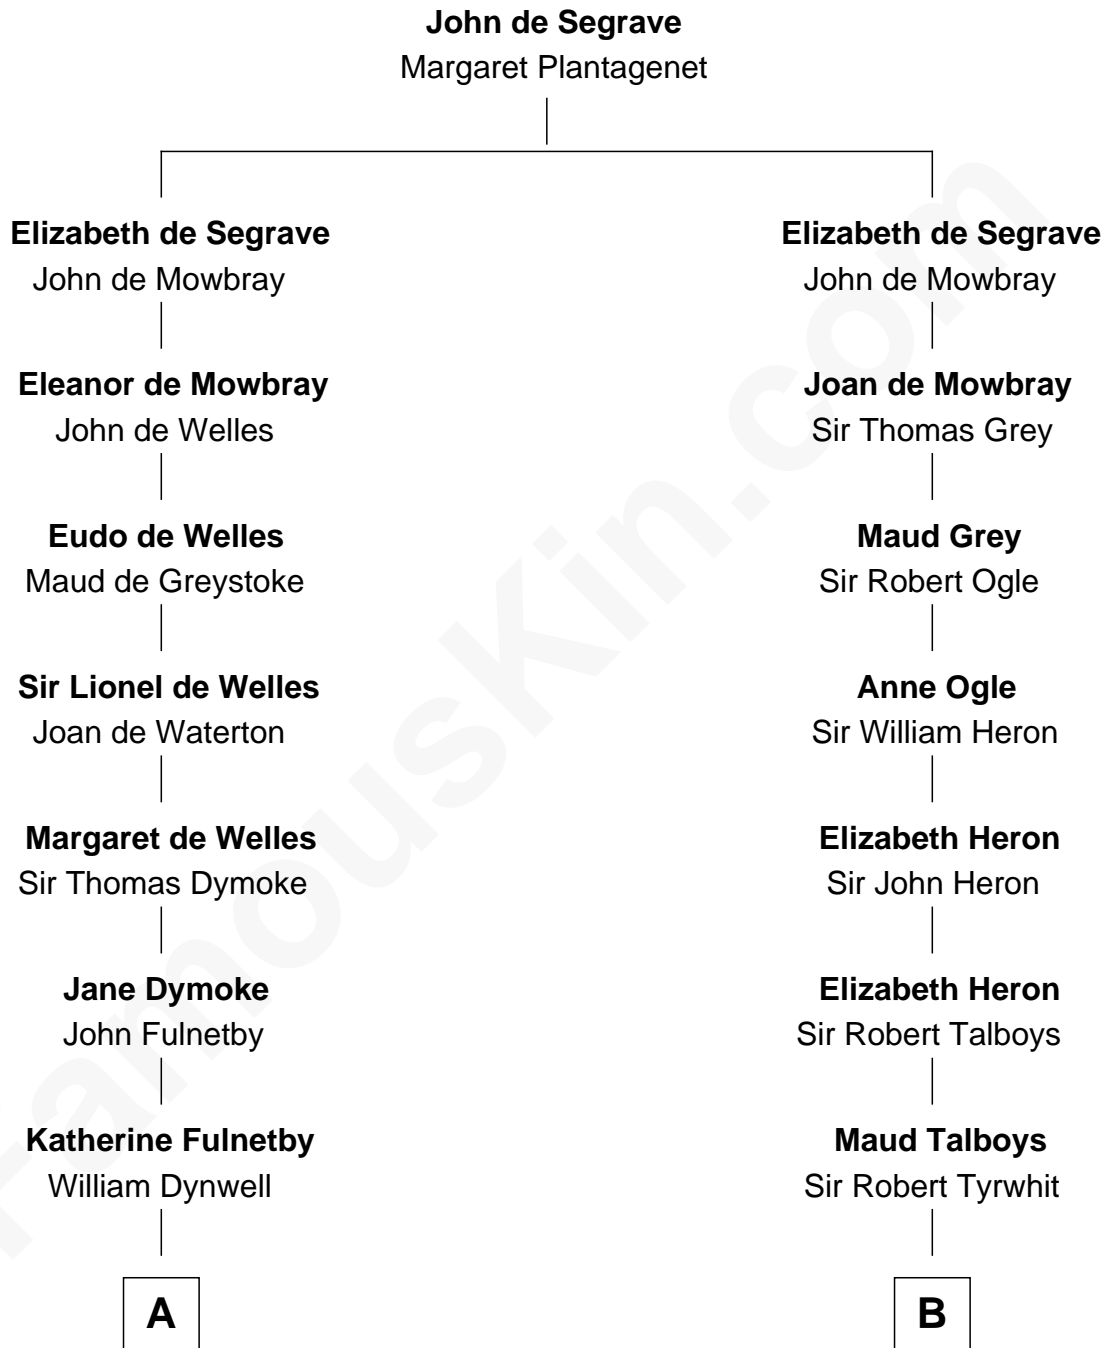 John de Segrave
Margaret Plantagenet
Elizabeth de Segrave
John de Mowbray
Elizabeth de Segrave
John de Mowbray
Eleanor de Mowbray
John de Welles
Joan de Mowbray
Sir Thomas Grey
Eudo de Welles
Maud de Greystoke
Maud Grey
Sir Robert Ogle
Sir Lionel de Welles
Joan de Waterton
Anne Ogle
Sir William Heron
Margaret de Welles
Sir Thomas Dymoke
Elizabeth Heron
Sir John Heron
Jane Dymoke
John Fulnetby
Elizabeth Heron
Sir Robert Talboys
Katherine Fulnetby
William Dynwell
Maud Talboys
Sir Robert Tyrwhit
A
B
FamousKin.com